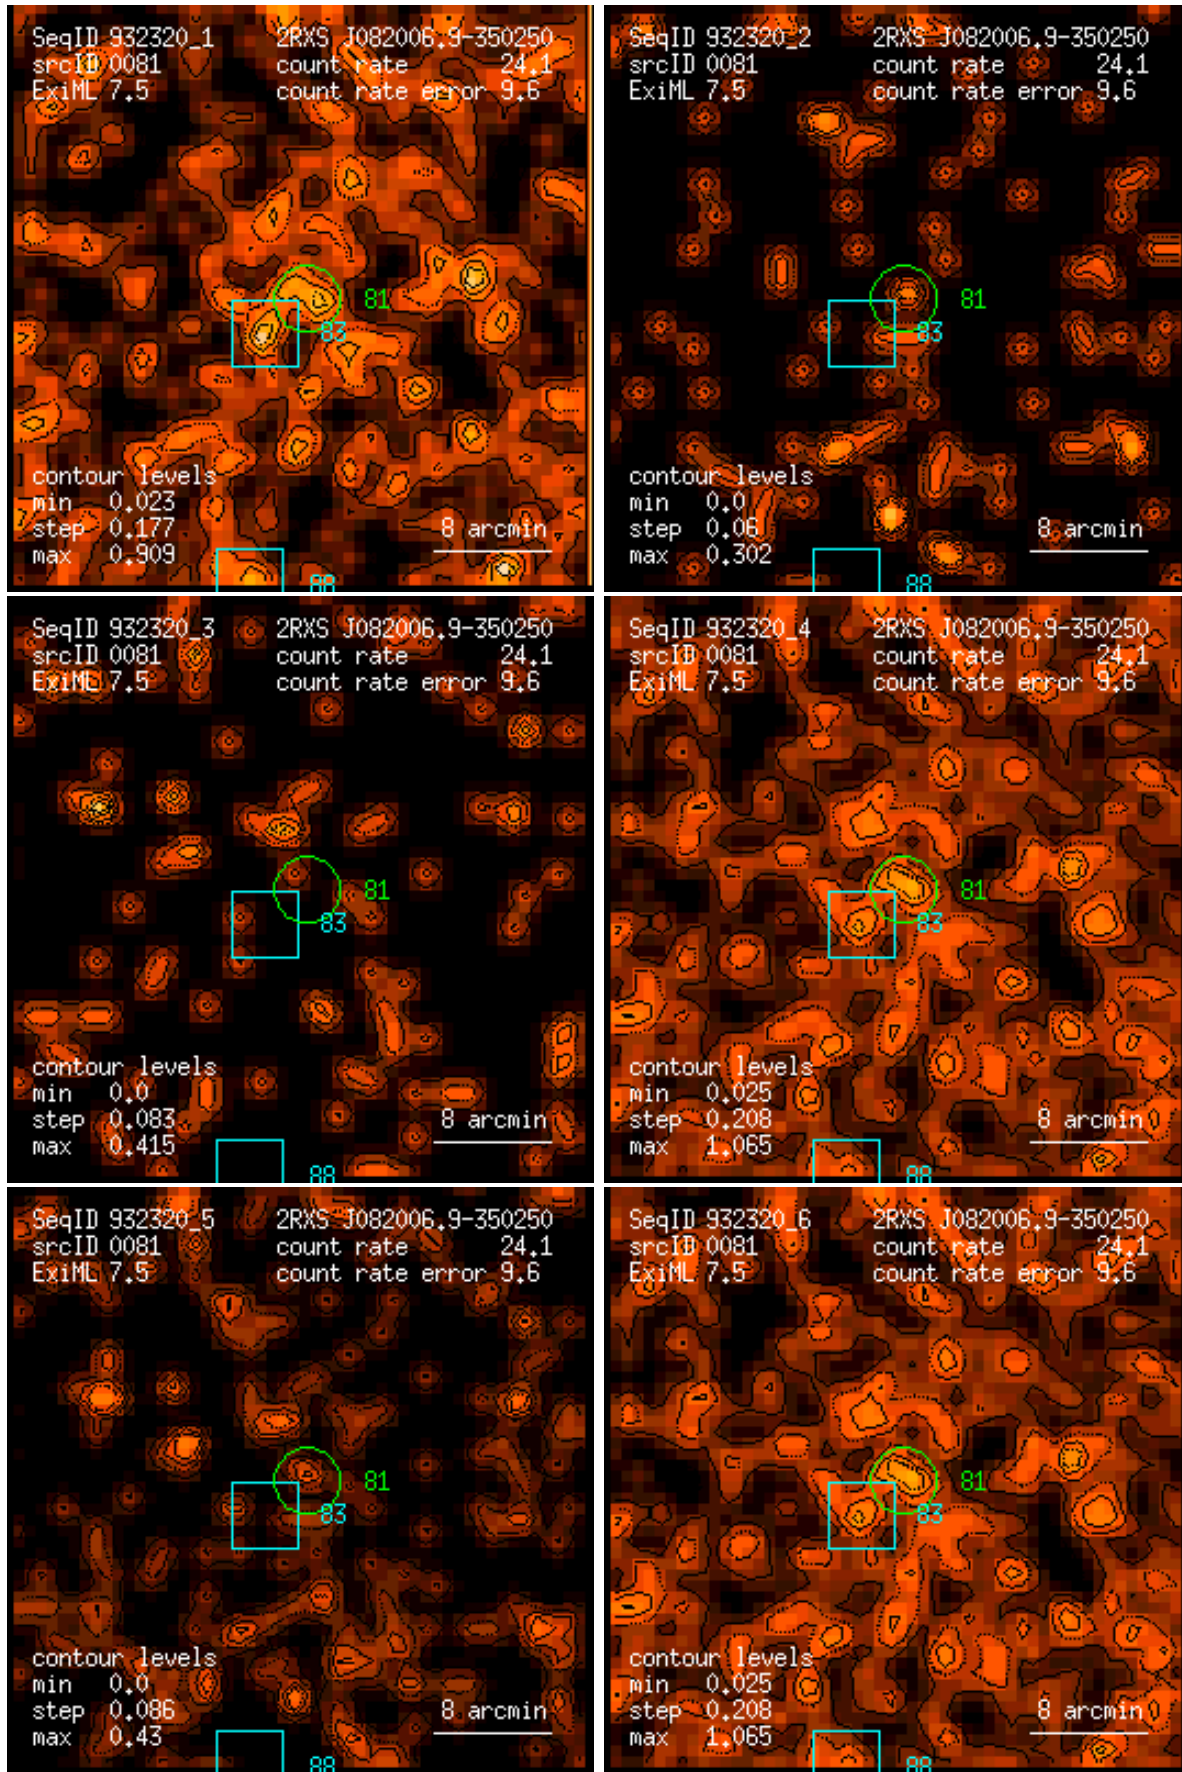 SeqID 932320_1 2RXS J082006.9-350250
srcID 0081 count rate 24.1
ExiML 7.5 count rate error 9.6
81
83
contour levels
min 0.023
step 0.177 8 arcmin
max 0.909
88
SeqID 932320_2 2RXS J082006.9-350250
srcID 0081 count rate 24.1
ExiML 7.5 count rate error 9.6
81
83
contour levels
min 0.0
step 0.06 8 arcmin
max 0.302
88
SeqID 932320_3 2RXS J082006.9-350250
srcID 0081 count rate 24.1
ExiML 7.5 count rate error 9.6
81
83
contour levels
min 0.0
step 0.083 8 arcmin
max 0.415
88
SeqID 932320_4 2RXS J082006.9-350250
srcID 0081 count rate 24.1
ExiML 7.5 count rate error 9.6
81
83
contour levels
min 0.025
step 0.208 8 arcmin
max 1.065
88
SeqID 932320_5 2RXS J082006.9-350250
srcID 0081 count rate 24.1
ExiML 7.5 count rate error 9.6
81
83
contour levels
min 0.0
step 0.086 8 arcmin
max 0.43
88
SeqID 932320_6 2RXS J082006.9-350250
srcID 0081 count rate 24.1
ExiML 7.5 count rate error 9.6
81
83
contour levels
min 0.025
step 0.208 8 arcmin
max 1.065
88